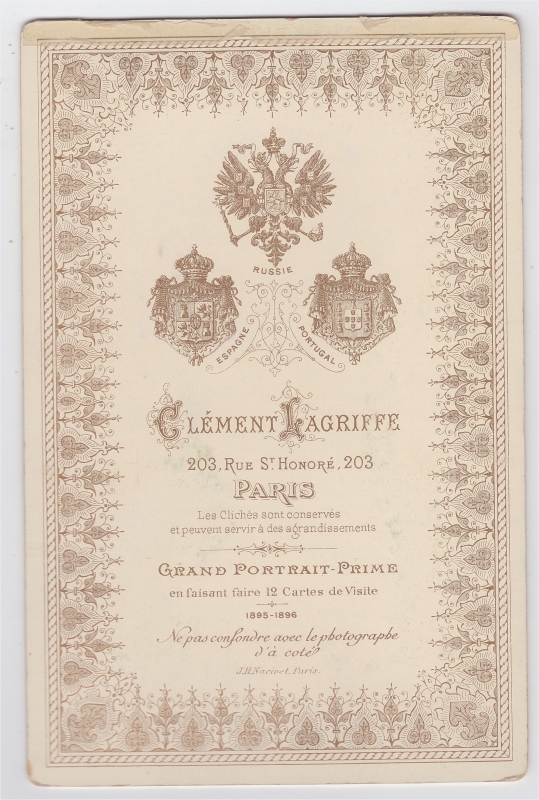 RUSSIE
ESPAGNE
PORTUGAL
CLÉMENT LAGRIFFE
203, RUE ST HONORÉ, 203
PARIS
Les Clichés sont conservés
et peuvent servir à des agrandissements
GRAND PORTRAIT-PRIME
en faisant faire 12 Cartes de Visite
1895-1896
Ne pas confondre avec le photographe
d'à coté
J.H. Nacivet, Paris.